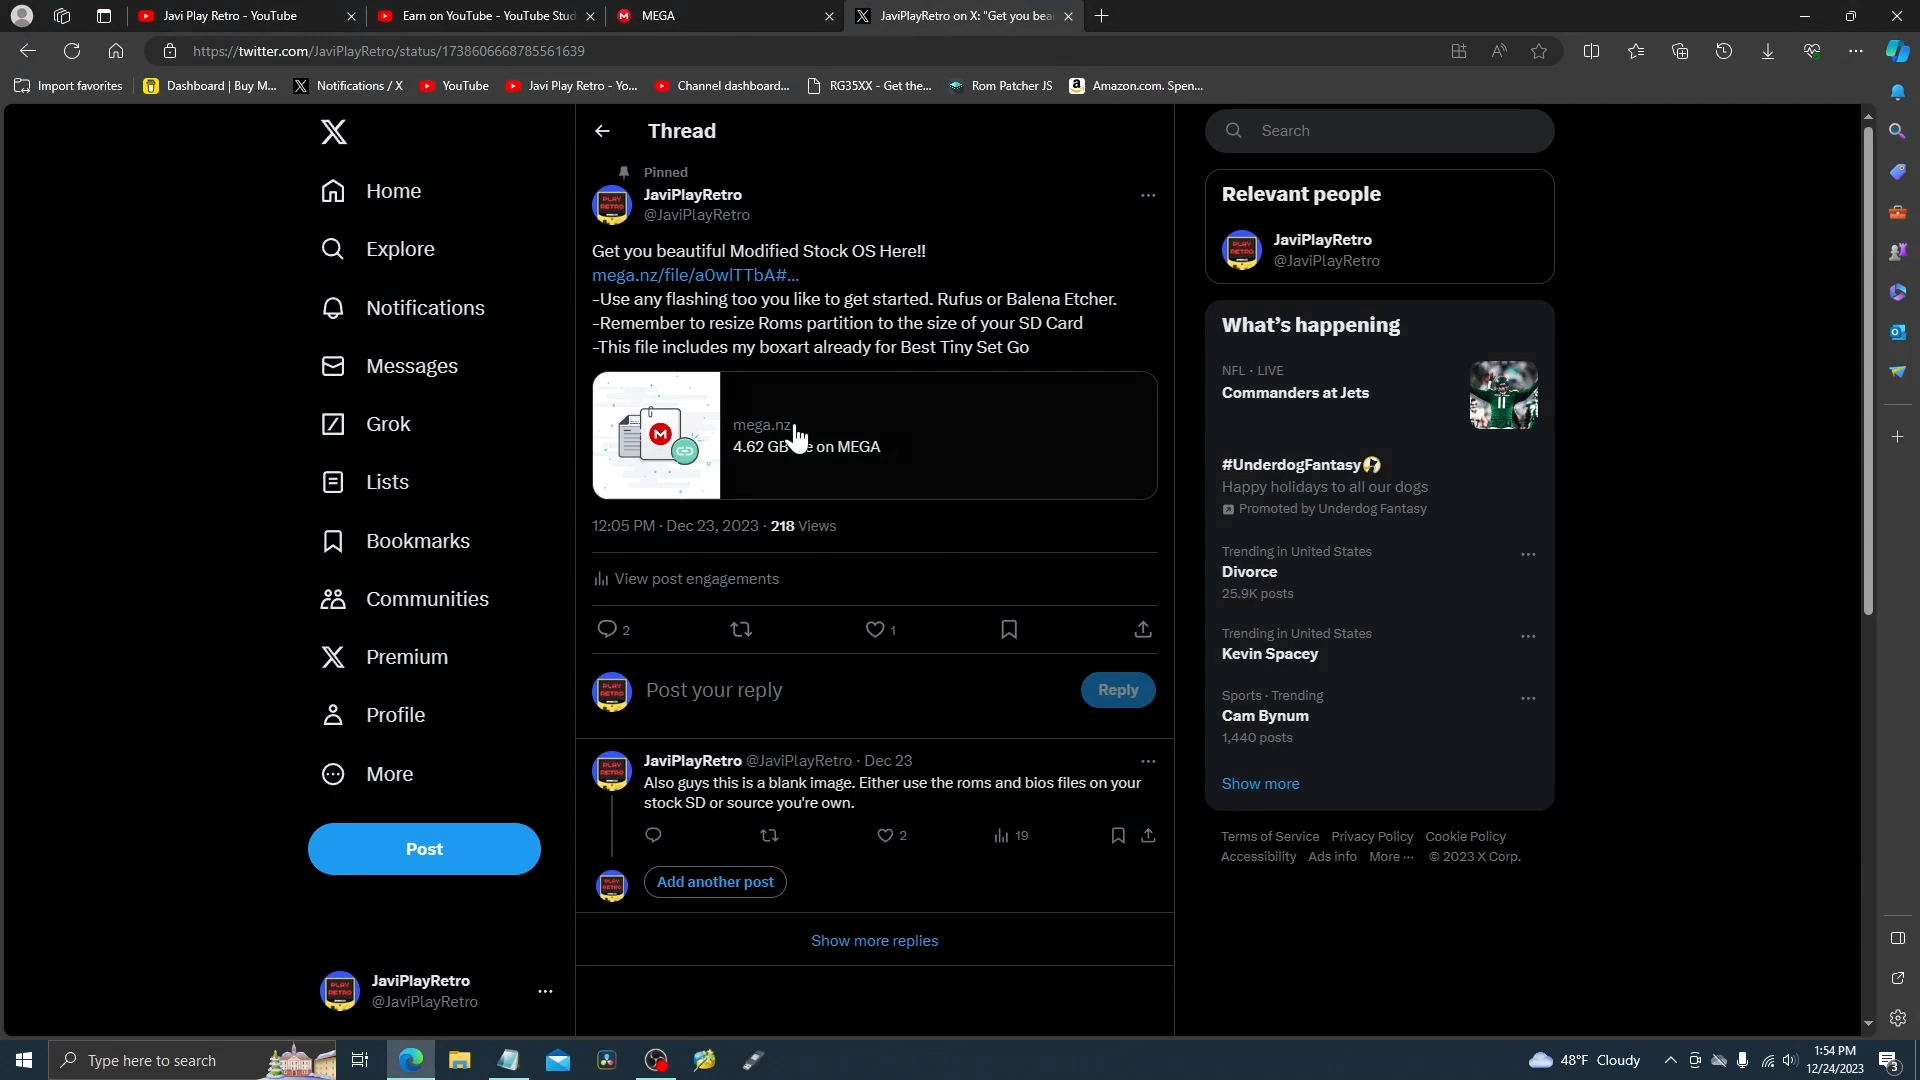 Javi Play Retro - YouTube
Earn on YouTube - YouTube Stud
MEGA
JaviPlayRetro on X: "Get you bea
https://twitter.com/JaviPlayRetro/status/1738606668785561639
Import favorites
Dashboard | Buy M...
Notifications / X
YouTube
Javi Play Retro - Yo...
Channel dashboard...
RG35XX - Get the...
Rom Patcher JS
Amazon.com. Spen...
Home
Explore
Notifications
Messages
Grok
Lists
Bookmarks
Communities
Premium
Profile
More
Post
JaviPlayRetro
@JaviPlayRetro
Thread
Pinned
JaviPlayRetro
@JaviPlayRetro
Get you beautiful Modified Stock OS Here!!
mega.nz/file/a0wlTTbA#...
-Use any flashing too you like to get started. Rufus or Balena Etcher.
-Remember to resize Roms partition to the size of your SD Card
-This file includes my boxart already for Best Tiny Set Go
mega.nz
4.62 GB on MEGA
12:05 PM · Dec 23, 2023 · 218 Views
View post engagements
2
1
Post your reply
Reply
JaviPlayRetro @JaviPlayRetro · Dec 23
Also guys this is a blank image. Either use the roms and bios files on your
stock SD or source you're own.
2
19
Add another post
Show more replies
Search
Relevant people
JaviPlayRetro
@JaviPlayRetro
What's happening
NFL · LIVE
Commanders at Jets
#UnderdogFantasy
Happy holidays to all our dogs
Promoted by Underdog Fantasy
Trending in United States
Divorce
25.9K posts
Trending in United States
Kevin Spacey
Sports · Trending
Cam Bynum
1,440 posts
Show more
Terms of Service Privacy Policy Cookie Policy
Accessibility Ads info More ··· © 2023 X Corp.
Type here to search
48°F Cloudy
1:54 PM
12/24/2023
3